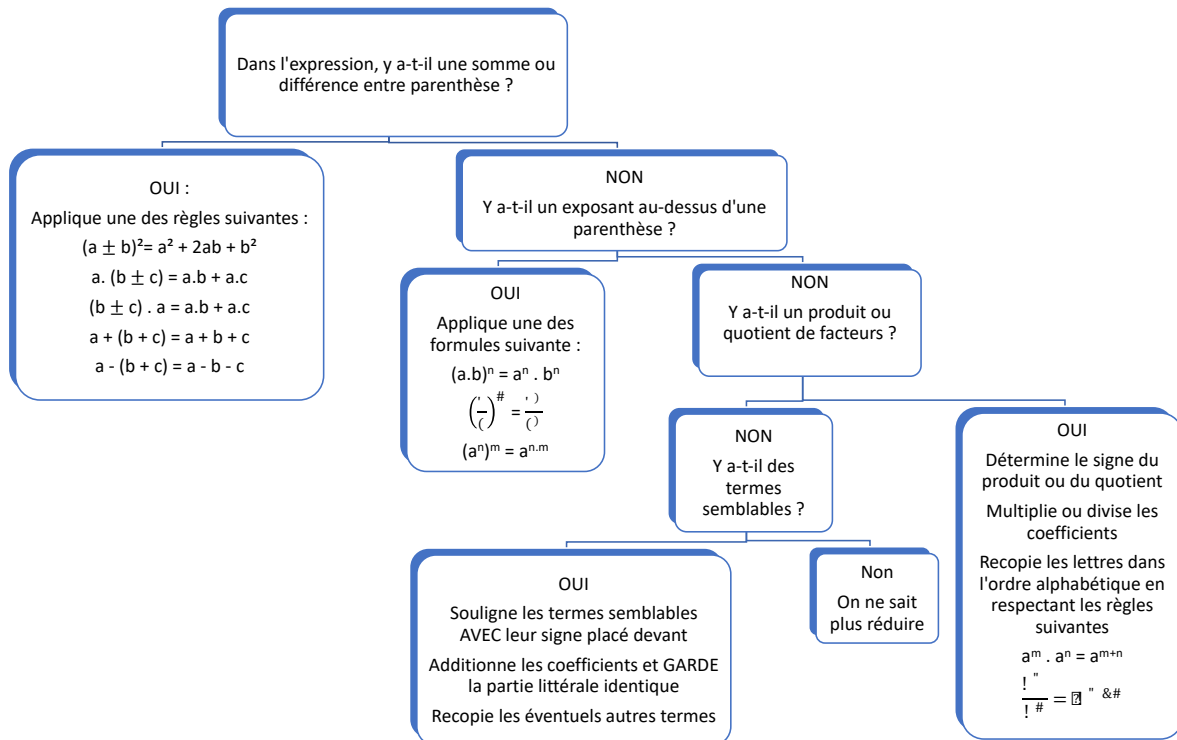 Dans l'expression, y a-t-il une somme ou
différence entre parenthèse ?
OUI :
Applique une des règles suivantes :
(a ± b)²= a² + 2ab + b²
a. (b ± c) = a.b + a.c
(b ± c) . a = a.b + a.c
a + (b + c) = a + b + c
a - (b + c) = a - b - c
NON
Y a-t-il un exposant au-dessus d'une
parenthèse ?
OUI
Applique une des
formules suivante :
(a.b)ⁿ = aⁿ . bⁿ
(aⁿ)ᵐ = aⁿ·ᵐ
NON
Y a-t-il un produit ou
quotient de facteurs ?
NON
Y a-t-il des
termes
semblables ?
OUI
Souligne les termes semblables
AVEC leur signe placé devant
Additionne les coefficients et GARDE
la partie littérale identique
Recopie les éventuels autres termes
Non
On ne sait
plus réduire
OUI
Détermine le signe du
produit ou du quotient
Multiplie ou divise les
coefficients
Recopie les lettres dans
l'ordre alphabétique en
respectant les règles
suivantes
aᵐ . aⁿ = aᵐ⁺ⁿ